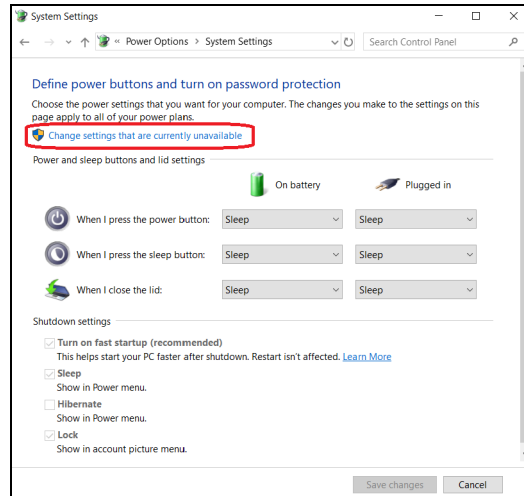 System Settings
« Power Options > System Settings
Search Control Panel
Define power buttons and turn on password protection
Choose the power settings that you want for your computer. The changes you make to the settings on this
page apply to all of your power plans.
Change settings that are currently unavailable
Power and sleep buttons and lid settings
On battery
Plugged in
When I press the power button:
Sleep
Sleep
When I press the sleep button:
Sleep
Sleep
When I close the lid:
Sleep
Sleep
Shutdown settings
Turn on fast startup (recommended)
This helps start your PC faster after shutdown. Restart isn't affected. Learn More
Sleep
Show in Power menu.
Hibernate
Show in Power menu.
Lock
Show in account picture menu.
Save changes
Cancel